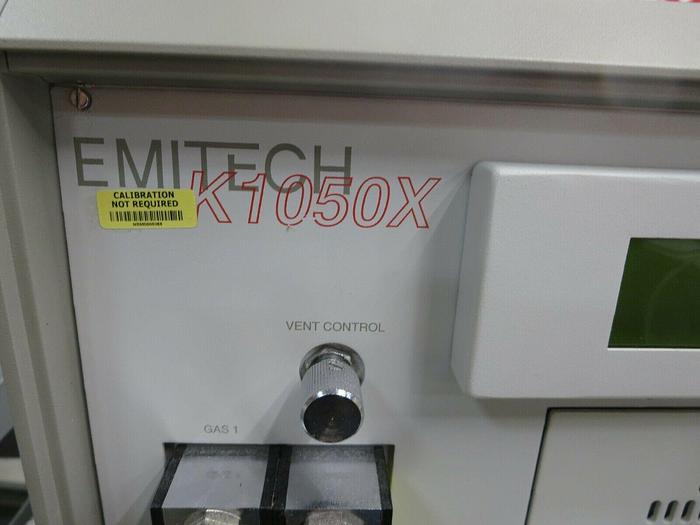 EMITECH
K1050X
CALIBRATION
NOT REQUIRED
VENT CONTROL
GAS 1